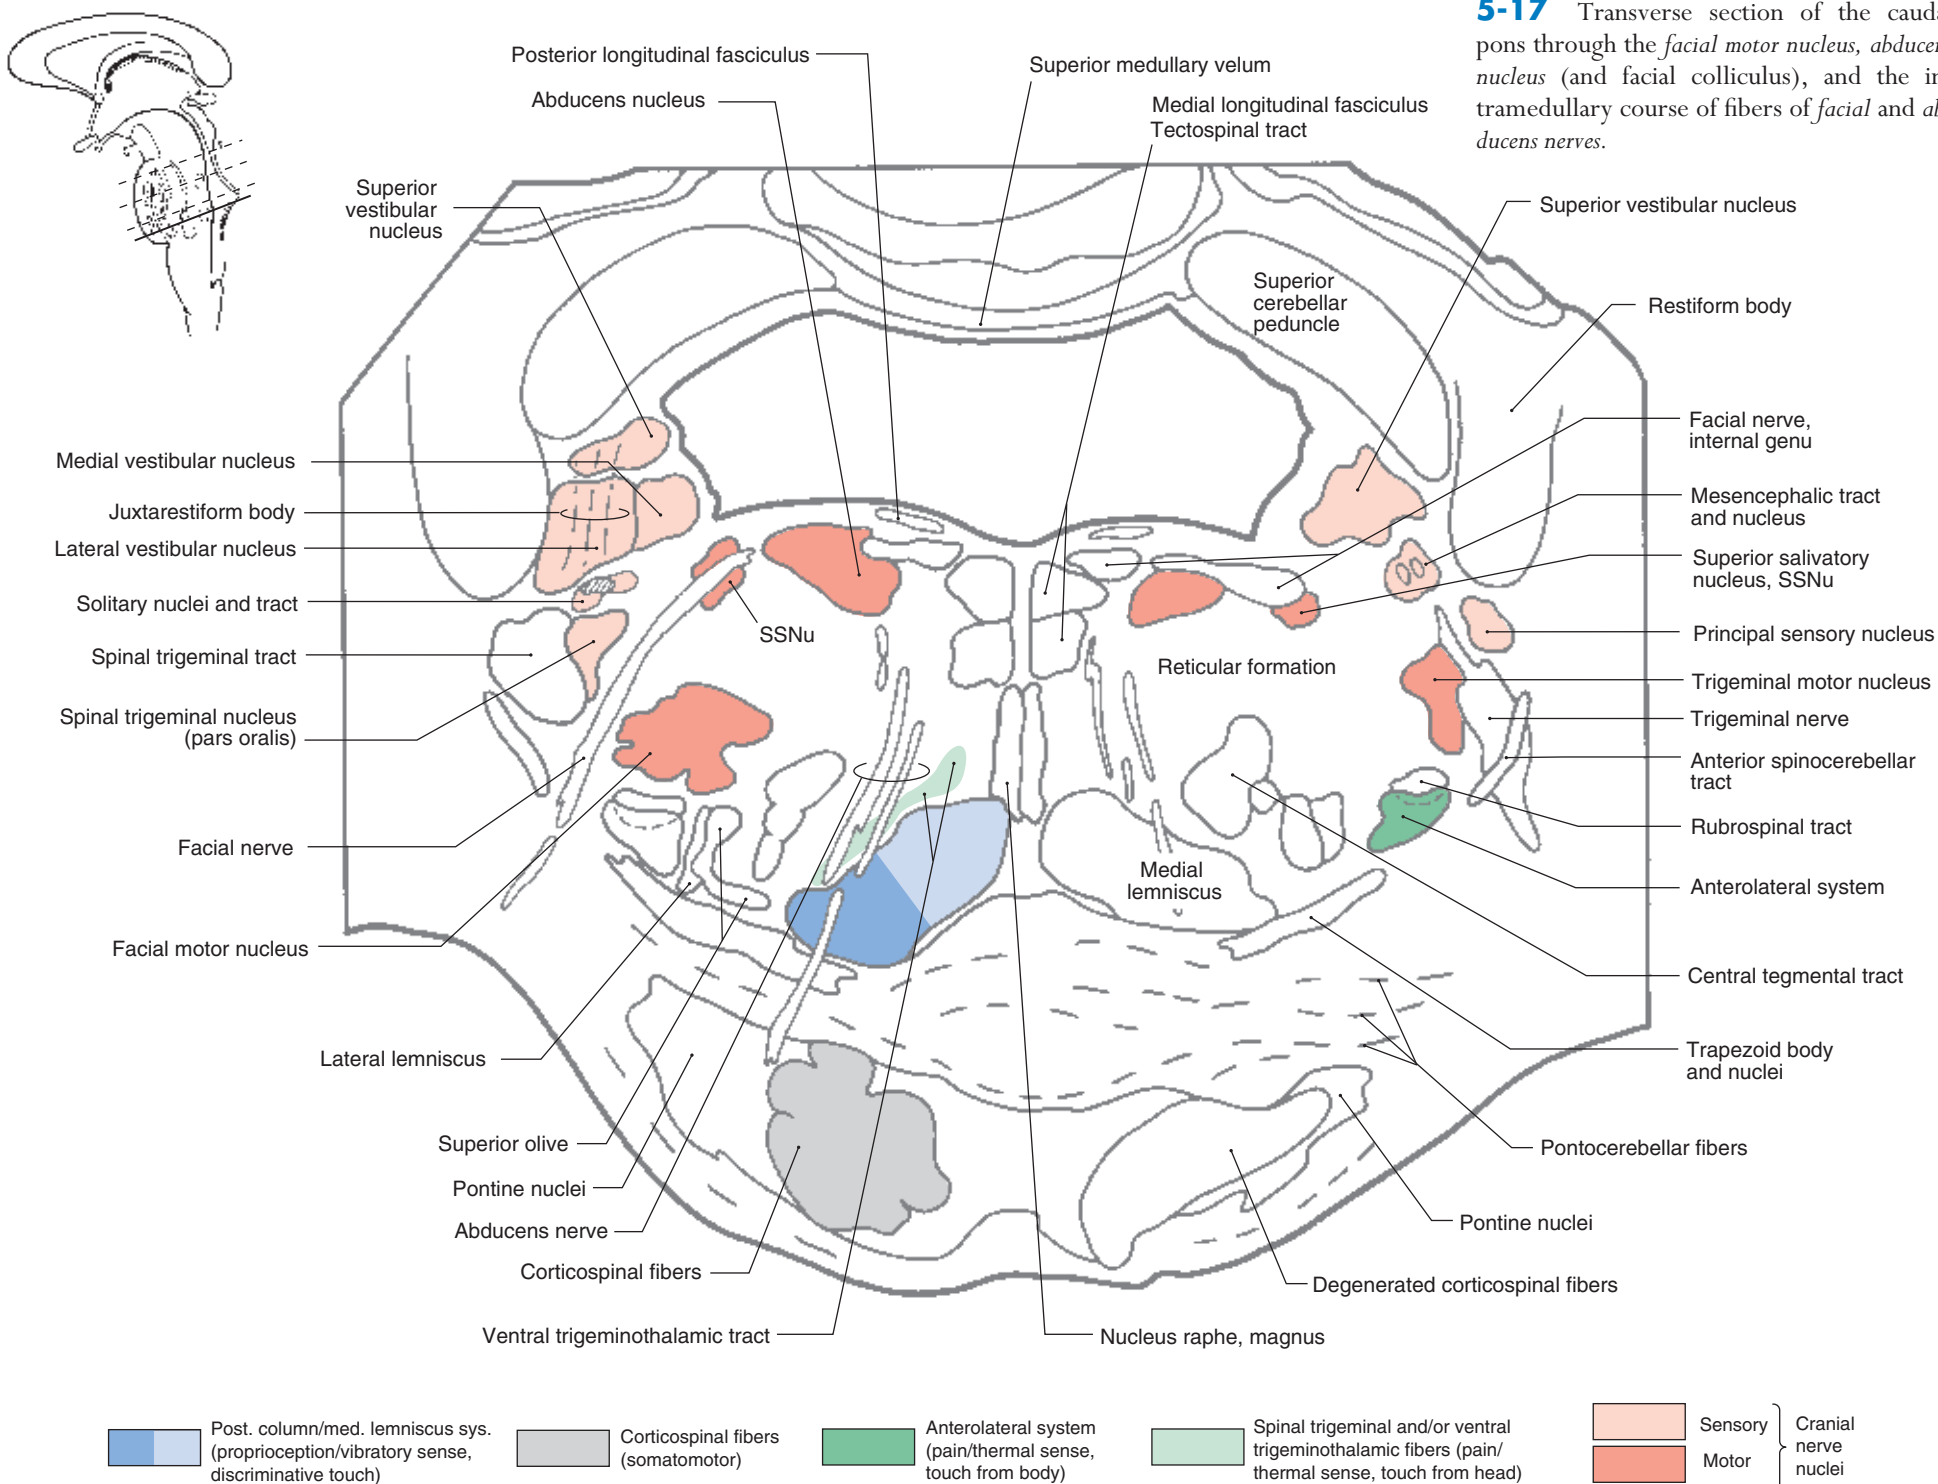 5-17 Transverse section of the cauda
pons through the facial motor nucleus, abducen
nucleus (and facial colliculus), and the in
tramedullary course of fibers of facial and ab
ducens nerves.
Posterior longitudinal fasciculus
Abducens nucleus
Superior medullary velum
Medial longitudinal fasciculus
Tectospinal tract
Superior
vestibular
nucleus
Medial vestibular nucleus
Juxtarestiform body
Lateral vestibular nucleus
Solitary nuclei and tract
Spinal trigeminal tract
Spinal trigeminal nucleus
(pars oralis)
Facial nerve
Facial motor nucleus
Lateral lemniscus
Superior olive
Pontine nuclei
Abducens nerve
Corticospinal fibers
Ventral trigeminothalamic tract
SSNu
Superior
cerebellar
peduncle
Reticular formation
Medial
lemniscus
Superior vestibular nucleus
Restiform body
Facial nerve,
internal genu
Mesencephalic tract
and nucleus
Superior salivatory
nucleus, SSNu
Principal sensory nucleus
Trigeminal motor nucleus
Trigeminal nerve
Anterior spinocerebellar
tract
Rubrospinal tract
Anterolateral system
Central tegmental tract
Trapezoid body
and nuclei
Pontocerebellar fibers
Pontine nuclei
Degenerated corticospinal fibers
Nucleus raphe, magnus
Post. column/med. lemniscus sys.
(proprioception/vibratory sense,
discriminative touch)
Corticospinal fibers
(somatomotor)
Anterolateral system
(pain/thermal sense,
touch from body)
Spinal trigeminal and/or ventral
trigeminothalamic fibers (pain/
thermal sense, touch from head)
Sensory
Motor
Cranial
nerve
nuclei